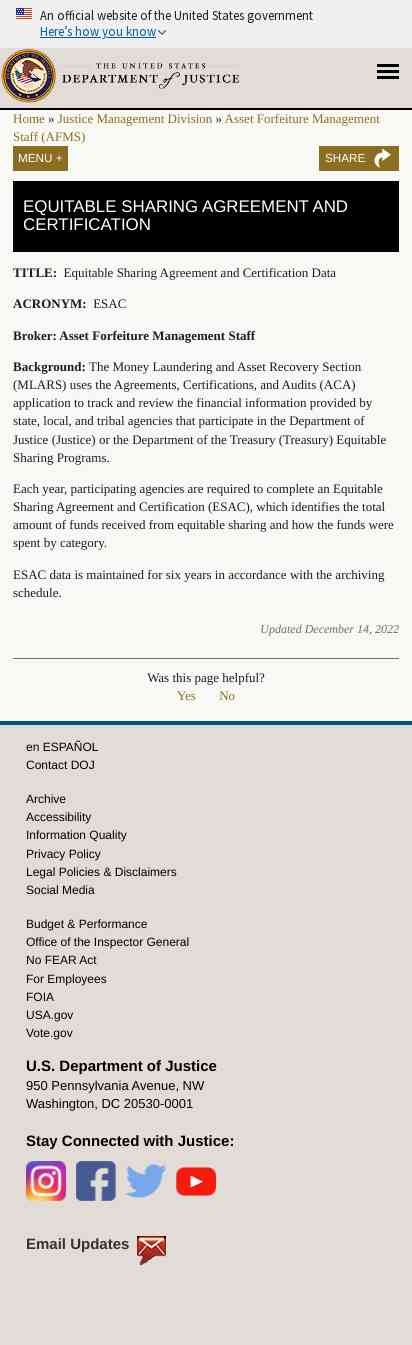 An official website of the United States government
Here's how you know
THE UNITED STATES
DEPARTMENT of JUSTICE
Home » Justice Management Division » Asset Forfeiture Management
Staff (AFMS)
MENU +
SHARE
EQUITABLE SHARING AGREEMENT AND
CERTIFICATION
TITLE: Equitable Sharing Agreement and Certification Data
ACRONYM: ESAC
Broker: Asset Forfeiture Management Staff
Background: The Money Laundering and Asset Recovery Section
(MLARS) uses the Agreements, Certifications, and Audits (ACA)
application to track and review the financial information provided by
state, local, and tribal agencies that participate in the Department of
Justice (Justice) or the Department of the Treasury (Treasury) Equitable
Sharing Programs.
Each year, participating agencies are required to complete an Equitable
Sharing Agreement and Certification (ESAC), which identifies the total
amount of funds received from equitable sharing and how the funds were
spent by category.
ESAC data is maintained for six years in accordance with the archiving
schedule.
Updated December 14, 2022
Was this page helpful?
Yes No
en ESPAÑOL
Contact DOJ
Archive
Accessibility
Information Quality
Privacy Policy
Legal Policies & Disclaimers
Social Media
Budget & Performance
Office of the Inspector General
No FEAR Act
For Employees
FOIA
USA.gov
Vote.gov
U.S. Department of Justice
950 Pennsylvania Avenue, NW
Washington, DC 20530-0001
Stay Connected with Justice:
Email Updates